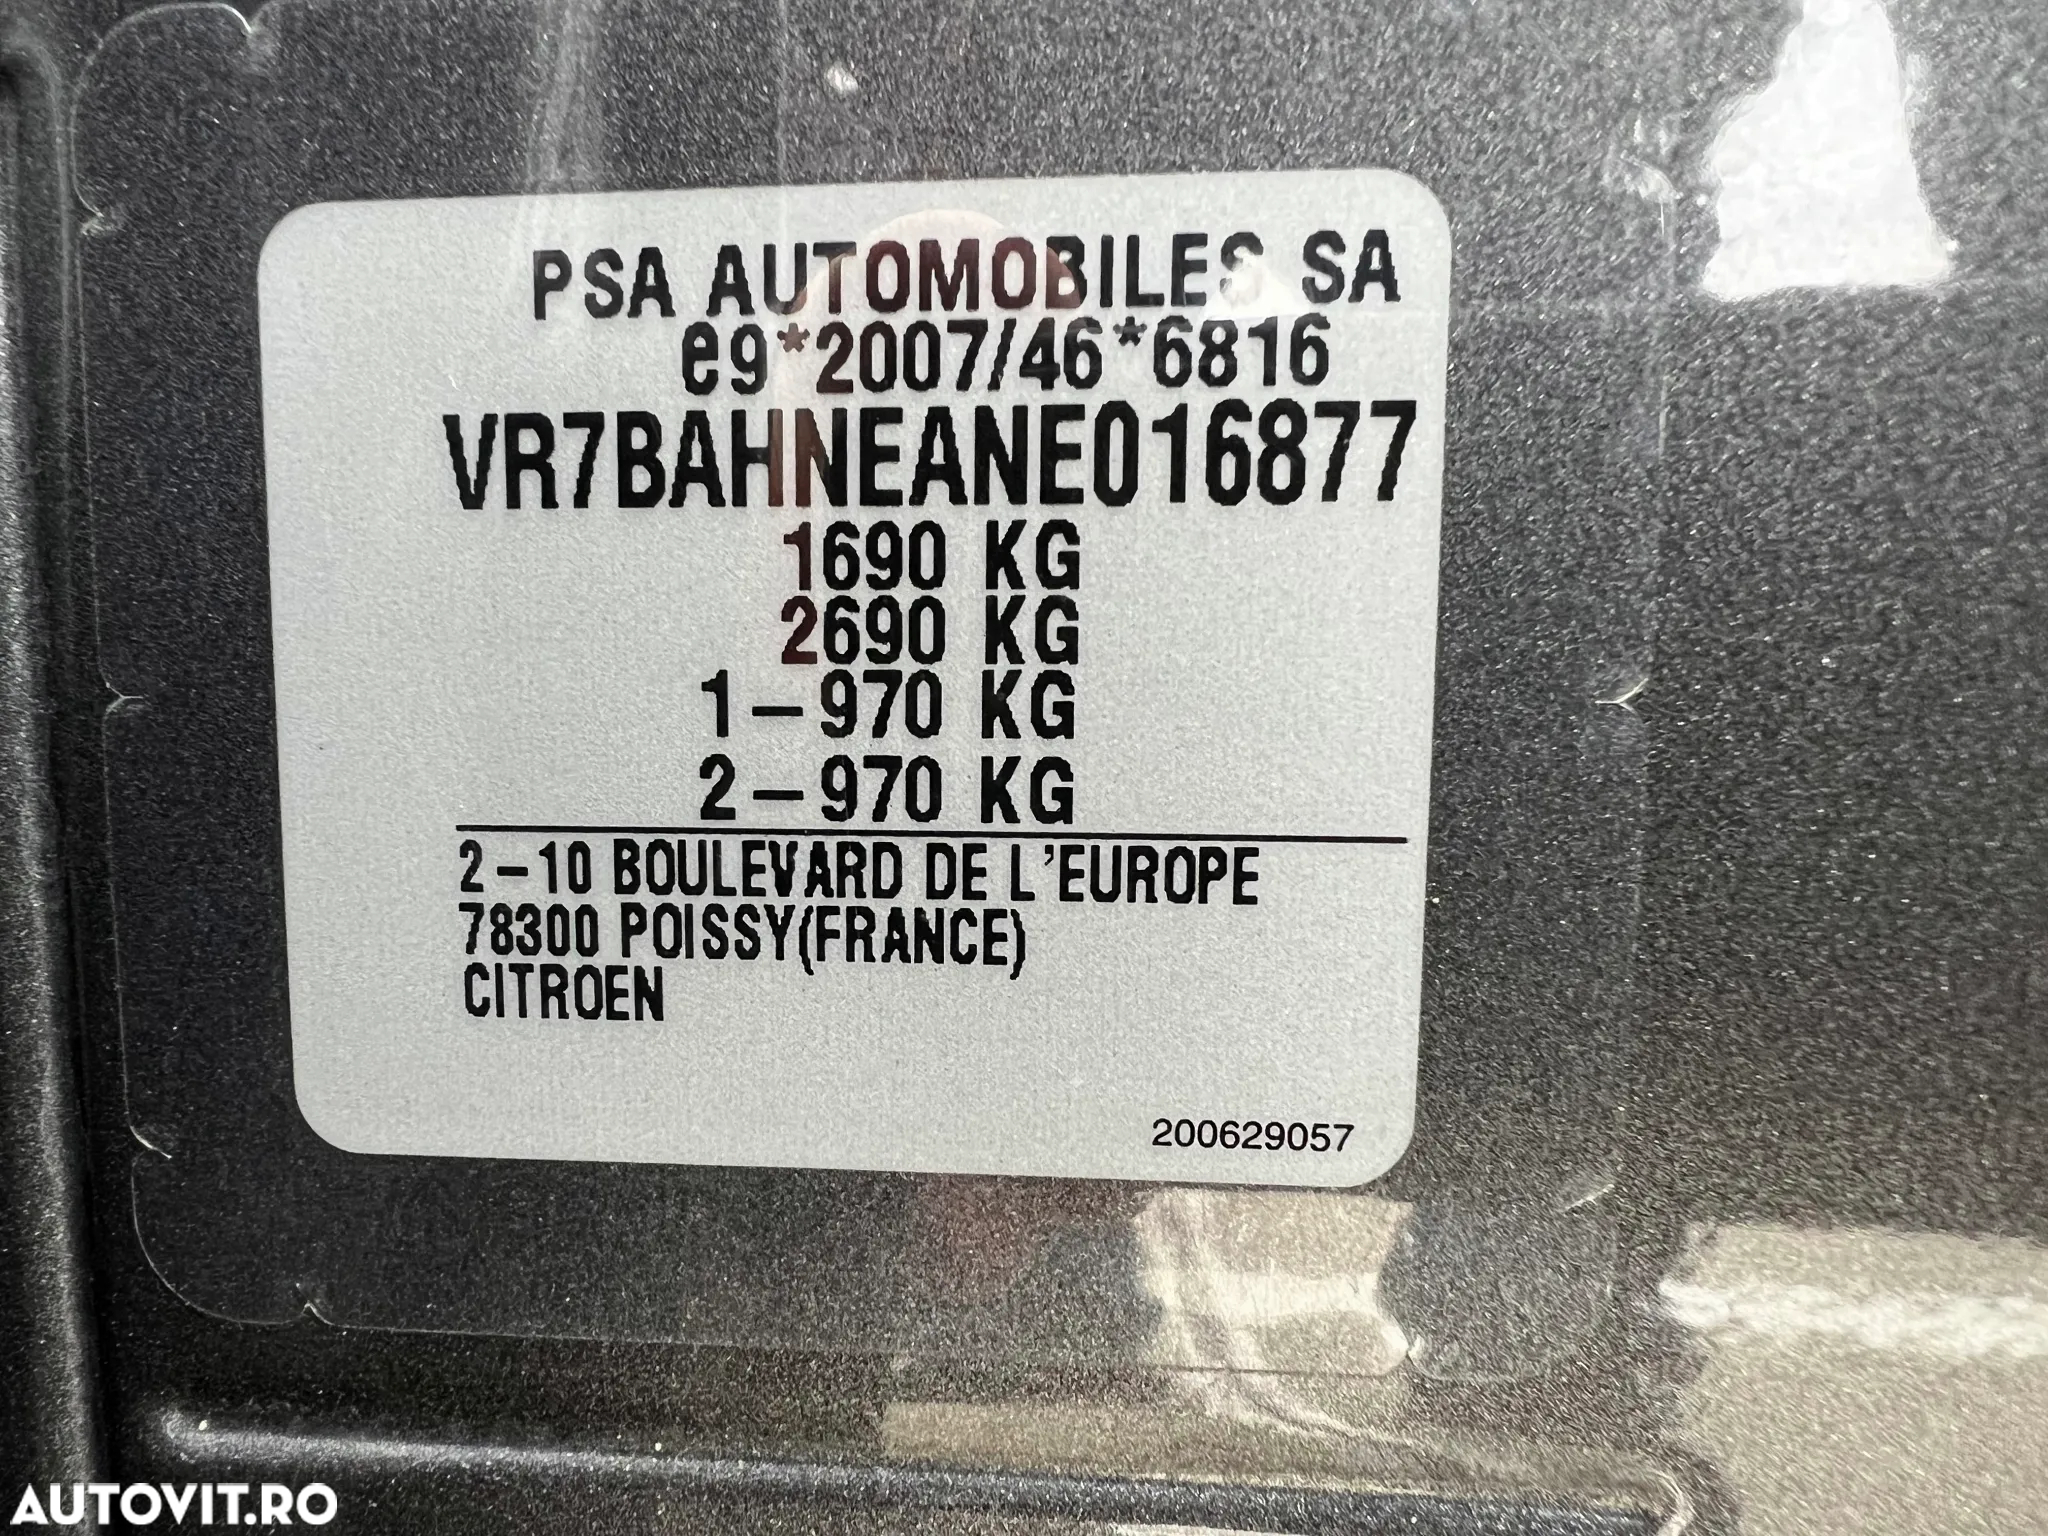 PSA AUTOMOBILES SA
e9*2007/46*6816
VR7BAHNEANE016877
1690 KG
2690 KG
1-970 KG
2-970 KG
2-10 BOULEVARD DE L'EUROPE
78300 POISSY(FRANCE)
CITROEN
200629057
AUTOVIT.RO